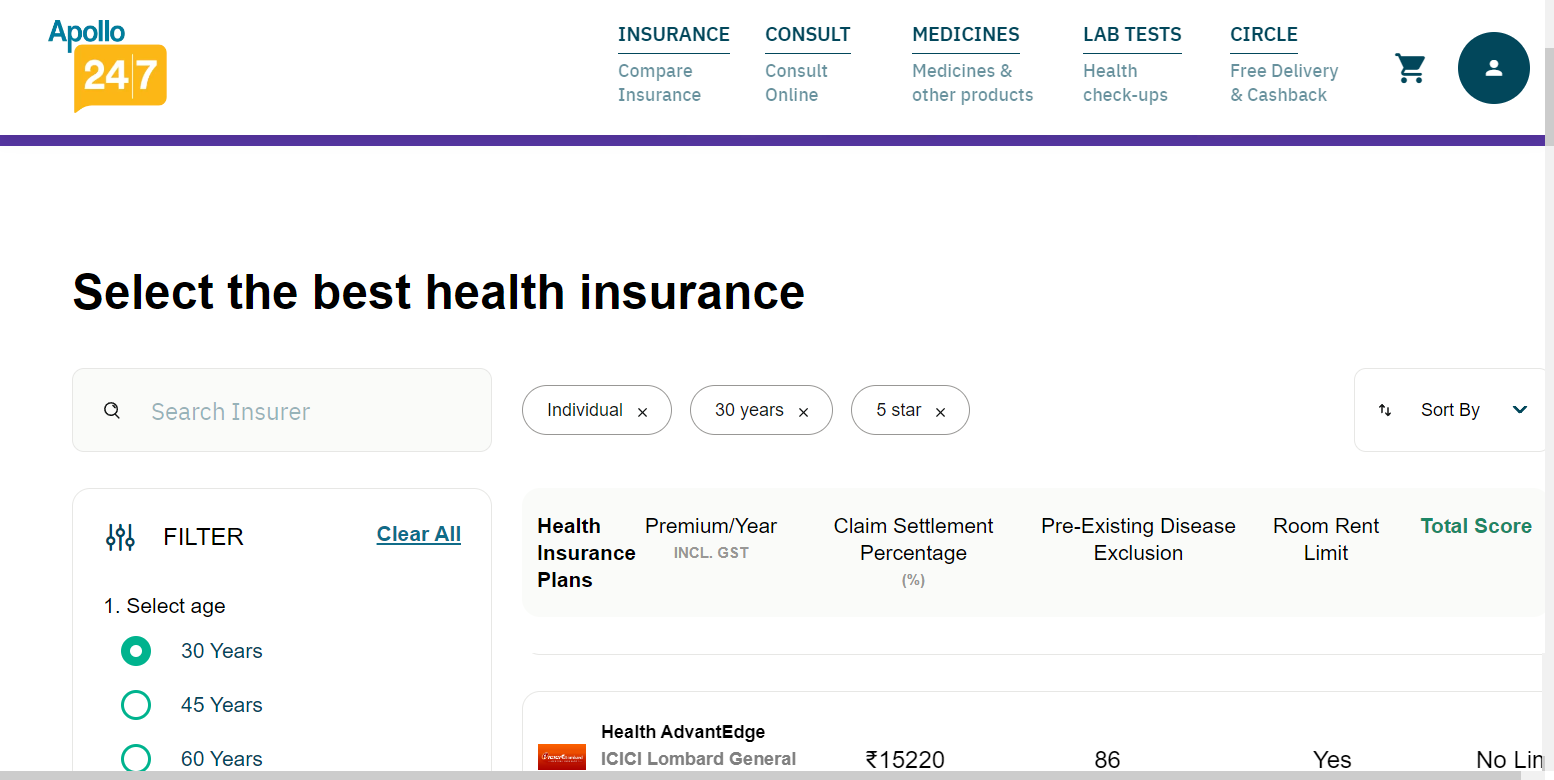 Apollo
24|7
INSURANCE
Compare
Insurance
CONSULT
Consult
Online
MEDICINES
Medicines &
other products
LAB TESTS
Health
check-ups
CIRCLE
Free Delivery
& Cashback
Select the best health insurance
Search Insurer
Individual ×
30 years ×
5 star ×
Sort By
FILTER
Clear All
1. Select age
30 Years
45 Years
60 Years
Health
Insurance
Plans
Premium/Year
INCL. GST
Claim Settlement
Percentage
(%)
Pre-Existing Disease
Exclusion
Room Rent
Limit
Total Score
Health AdvantEdge
ICICI Lombard General
₹15220
86
Yes
No